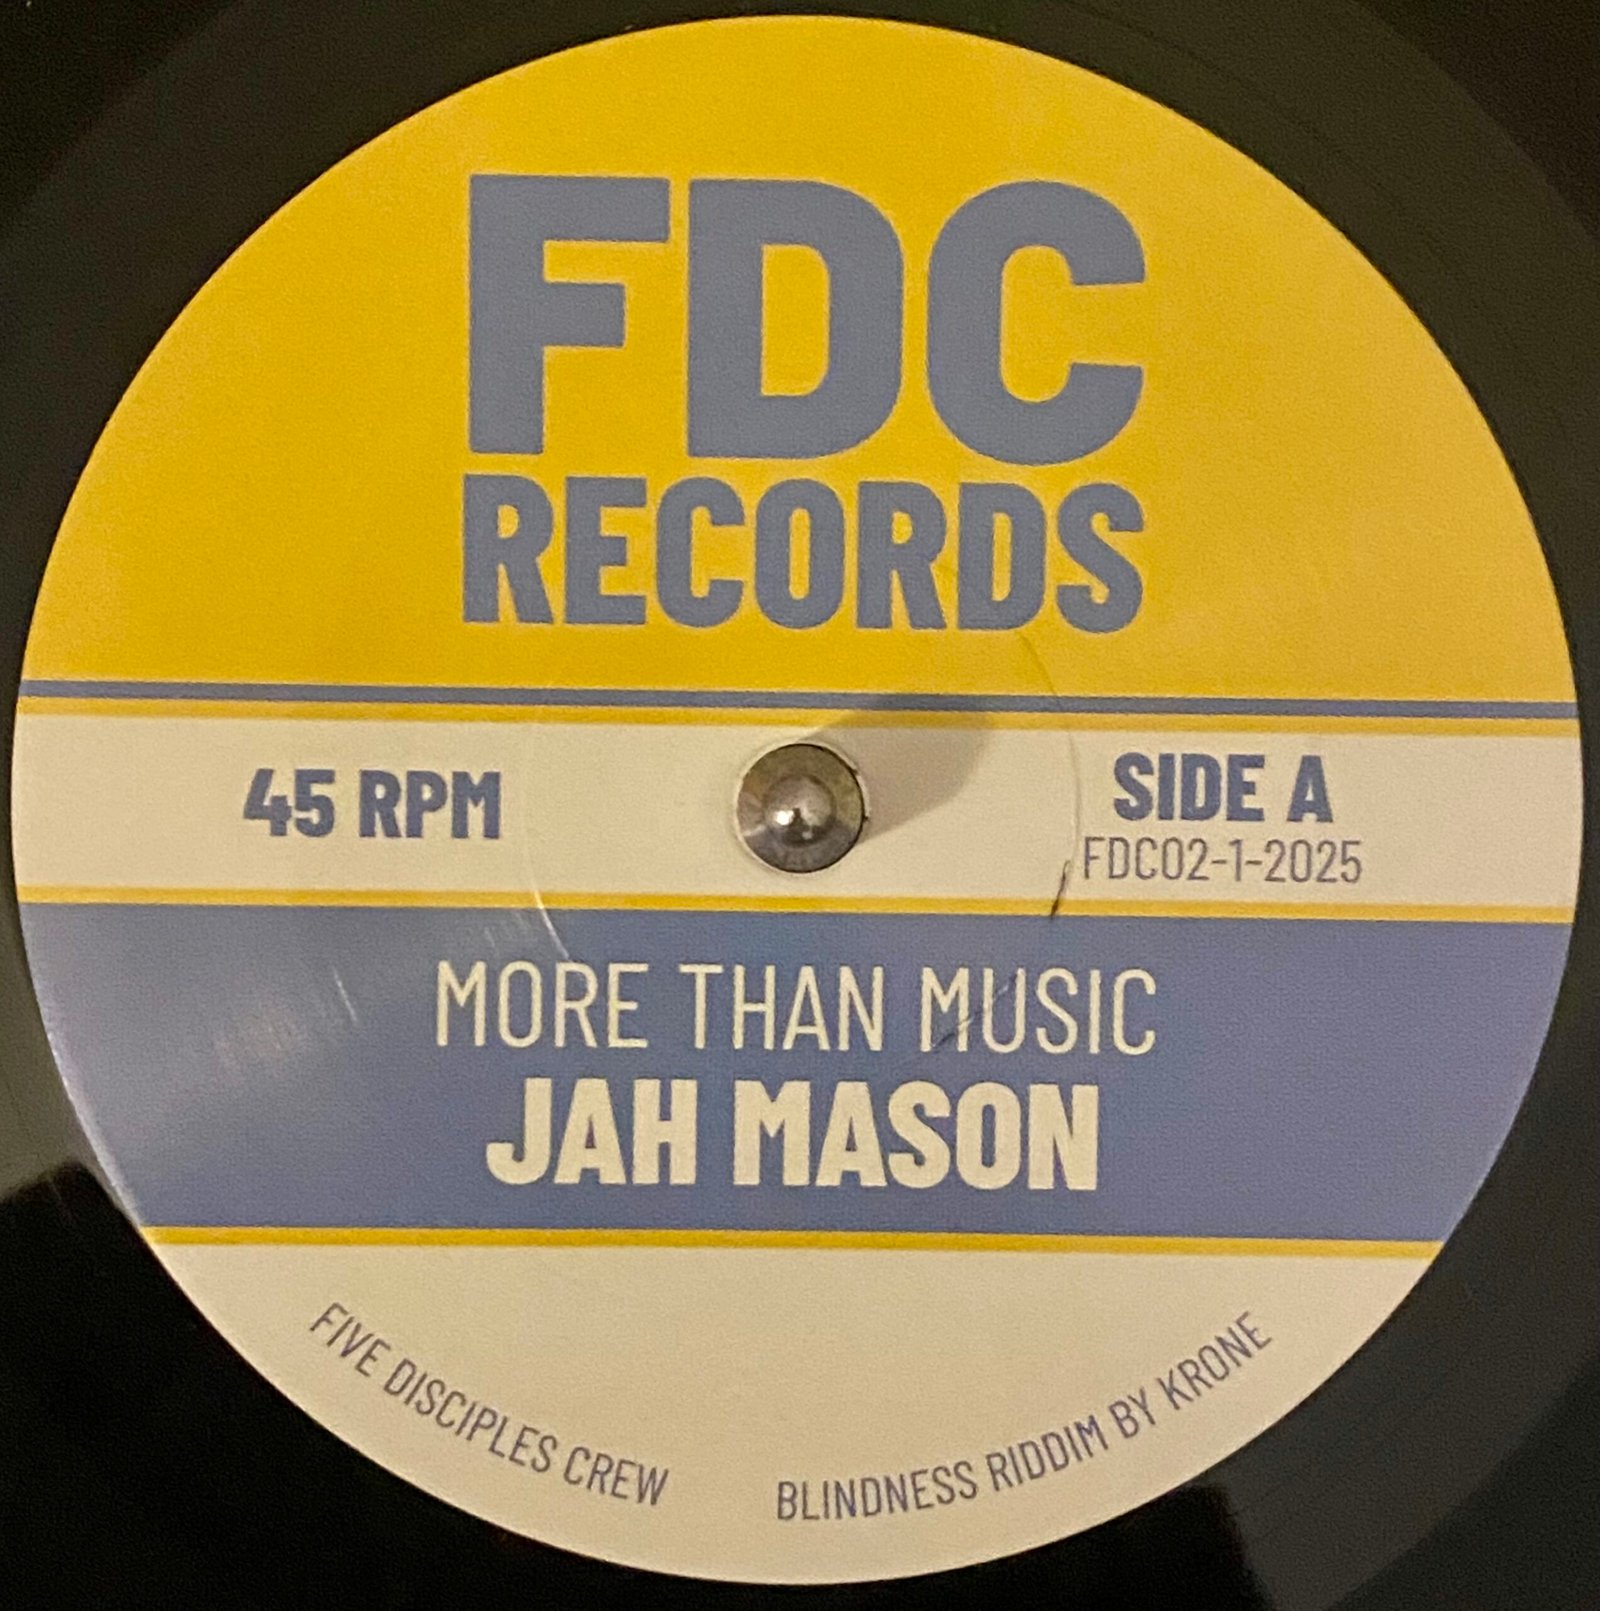 FDC
RECORDS
45 RPM
SIDE A
FDC02-1-2025
MORE THAN MUSIC
JAH MASON
FIVE DISCIPLES CREW
BLINDNESS RIDDIM BY KRONE